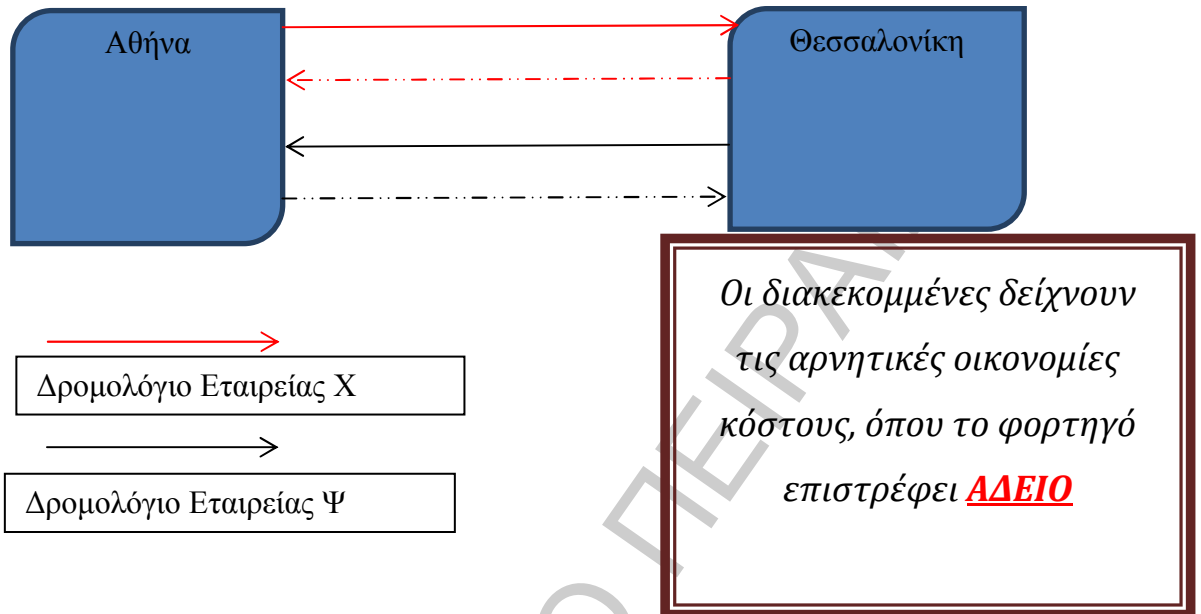 Αθήνα
Θεσσαλονίκη
Οι διακεκομμένες δείχνουν
τις αρνητικές οικονομίες
κόστους, όπου το φορτηγό
επιστρέφει ΑΔΕΙΟ
Δρομολόγιο Εταιρείας Χ
Δρομολόγιο Εταιρείας Ψ